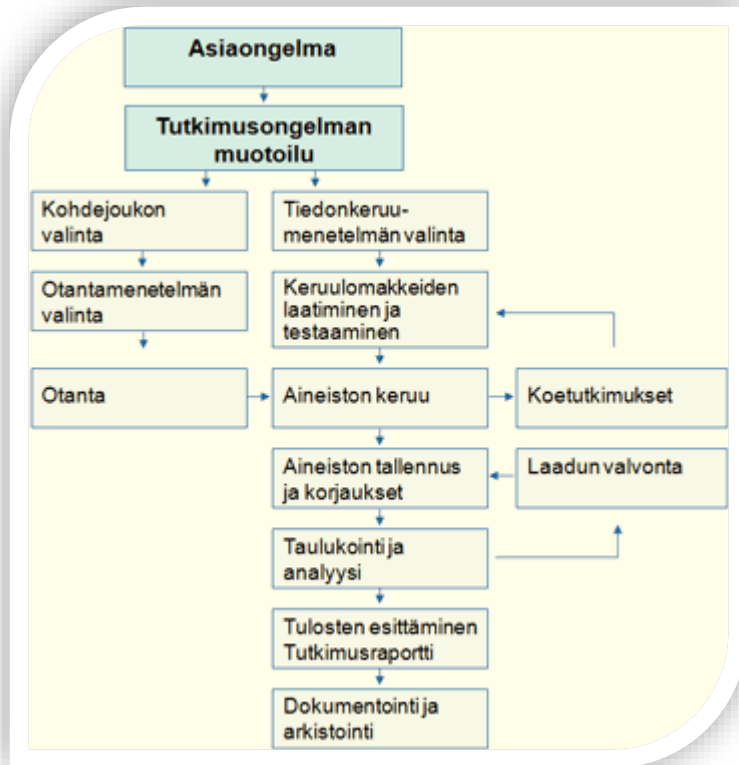 Asiaongelma
Tutkimusongelman
muotoilu
Kohdejoukon
valinta
Tiedonkeruu-
menetelmän valinta
Otantamenetelmän
valinta
Keruulomakkeiden
laatiminen ja
testaaminen
Otanta
Aineiston keruu
Koetutkimukset
Aineiston tallennus
ja korjaukset
Laadun valvonta
Taulukointi ja
analyysi
Tulosten esittäminen
Tutkimusraportti
Dokumentointi ja
arkistointi